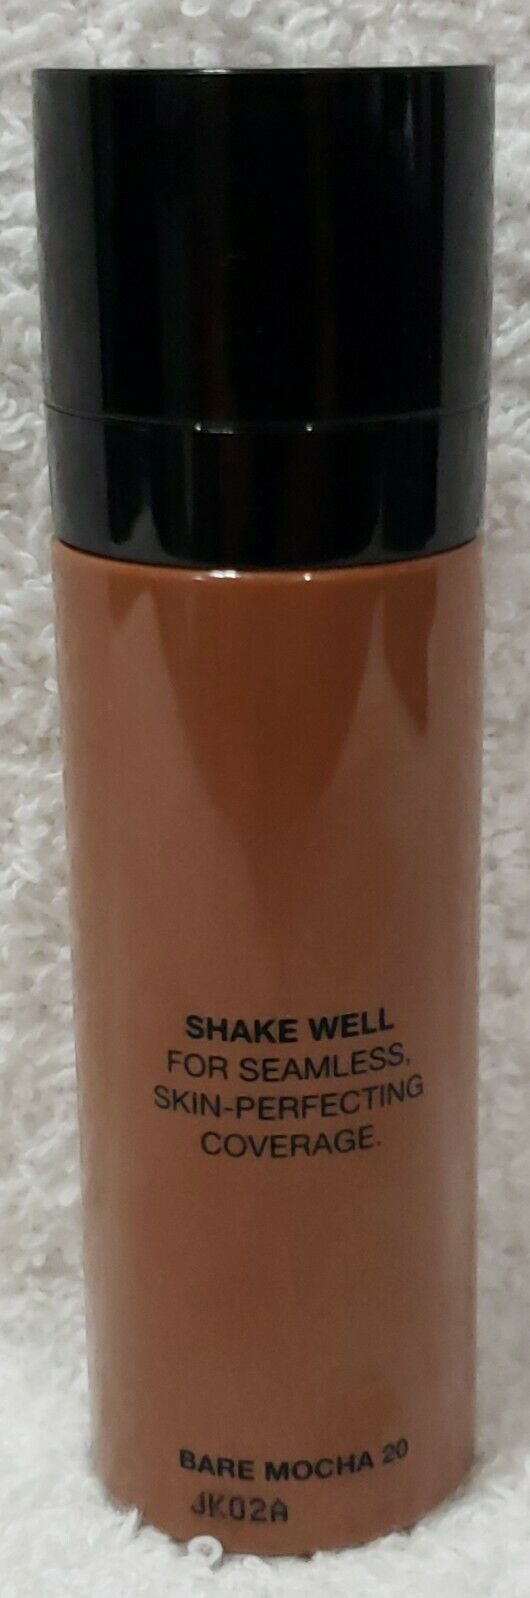 SHAKE WELL
FOR SEAMLESS,
SKIN-PERFECTING
COVERAGE.
BARE MOCHA 20
JK02A